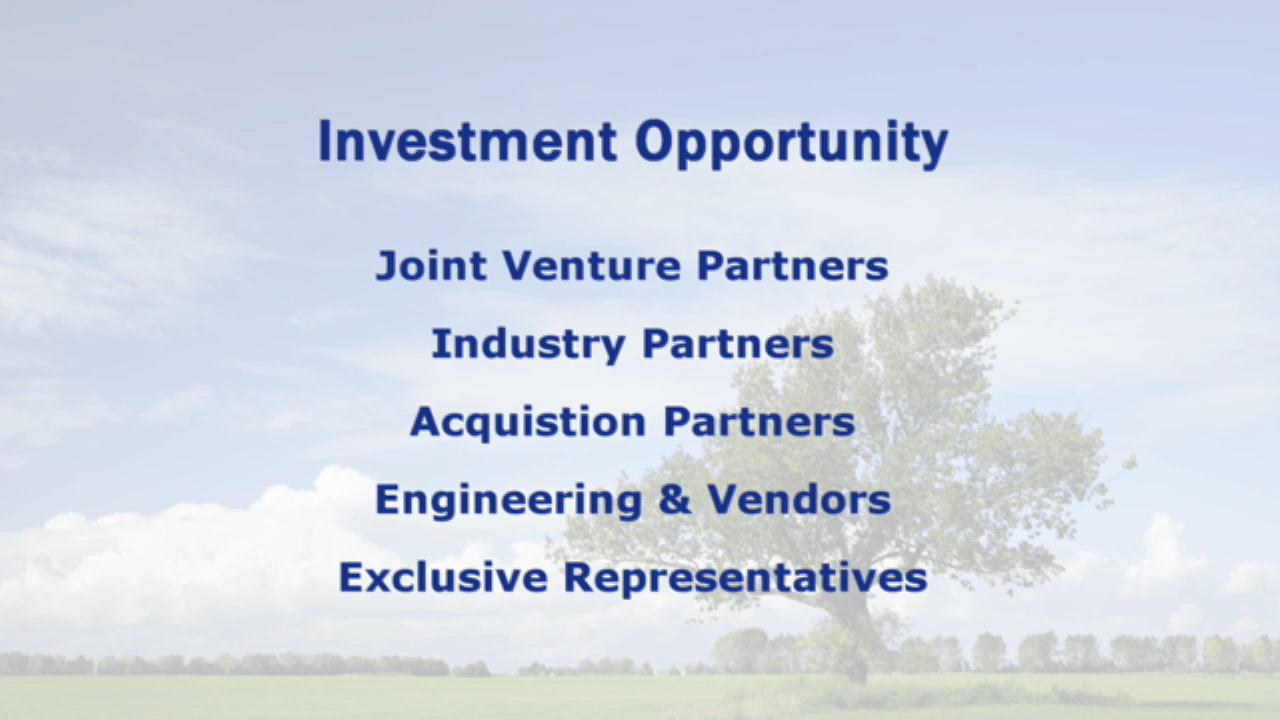 Investment Opportunity
Joint Venture Partners
Industry Partners
Acquistion Partners
Engineering & Vendors
Exclusive Representatives